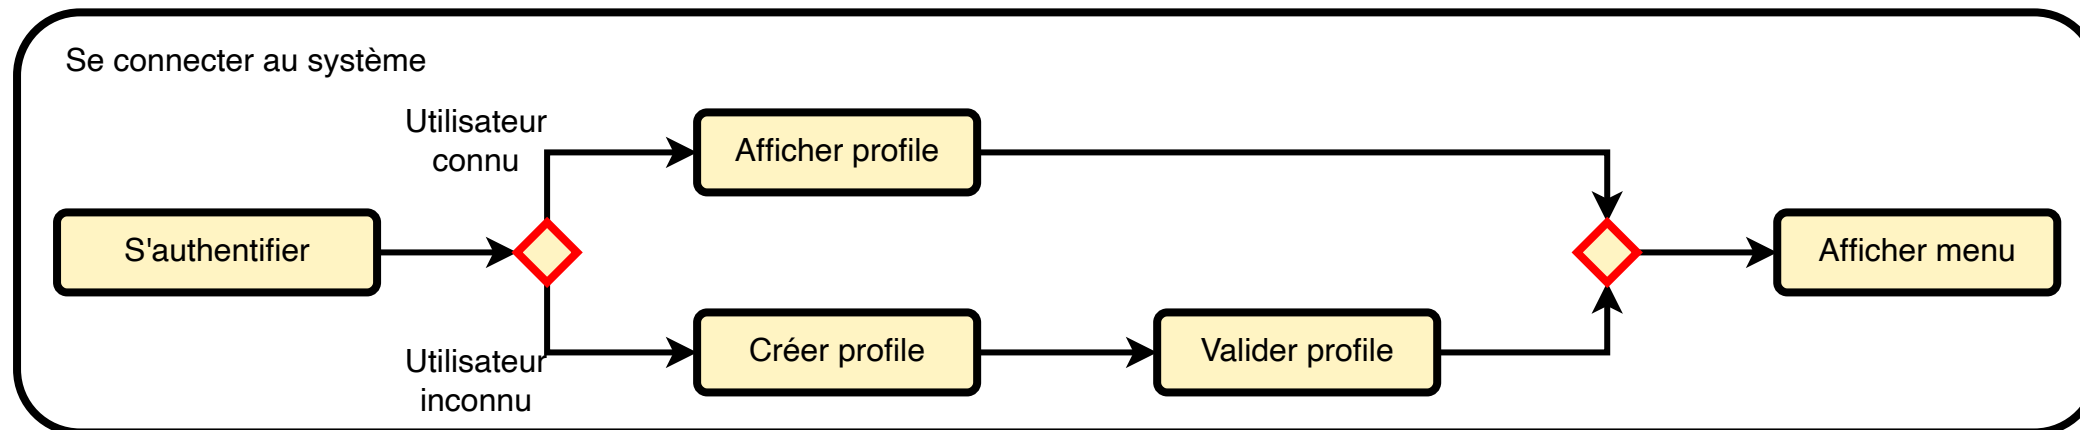 Se connecter au système
Utilisateur
connu
Afficher profile
S'authentifier
Afficher menu
Utilisateur
inconnu
Créer profile
Valider profile